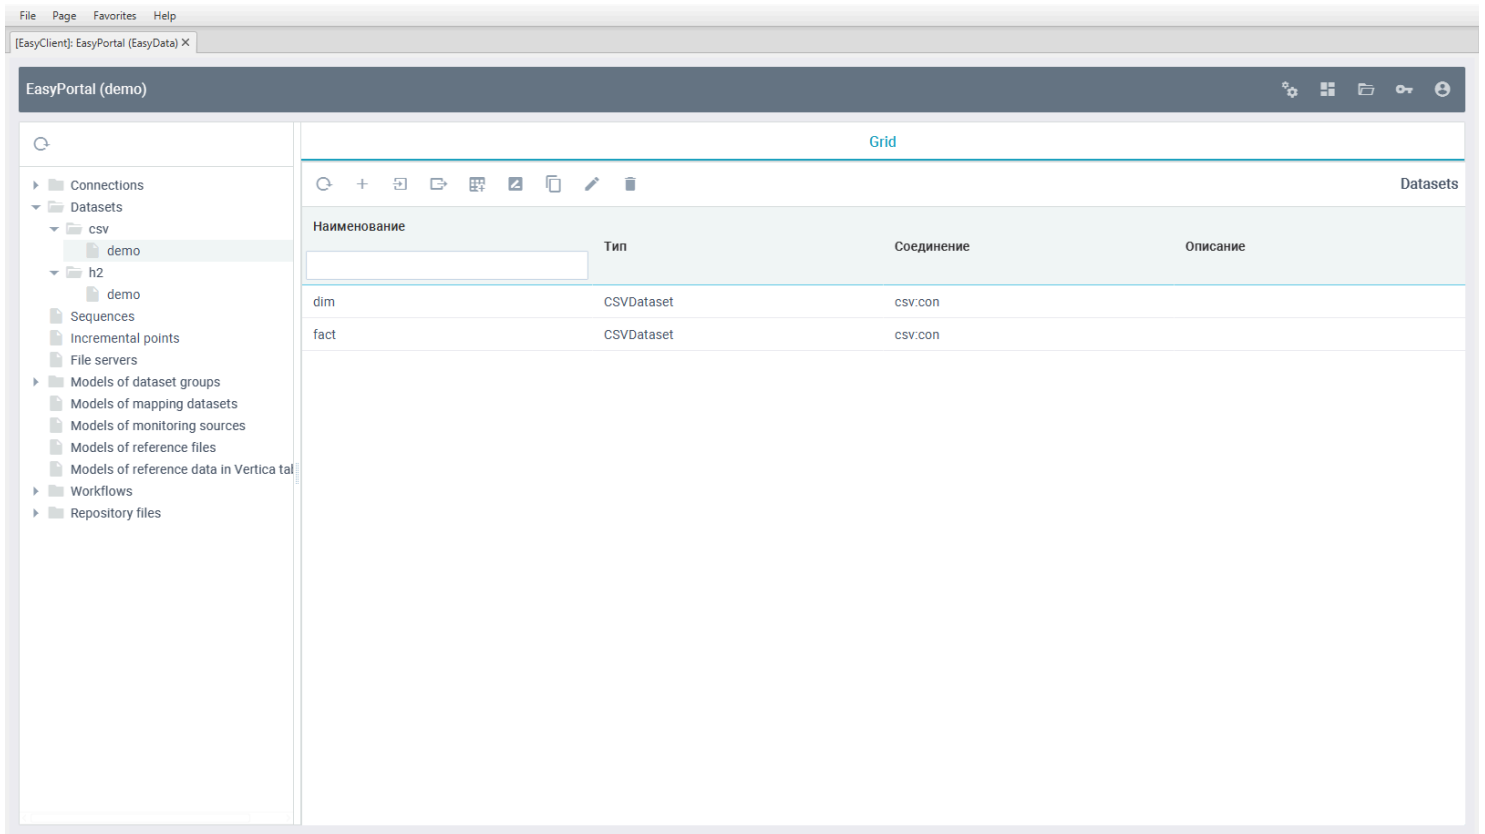 File Page Favorites Help
[EasyClient]: EasyPortal (EasyData)
EasyPortal (demo)
Grid
Connections
Datasets
csv
demo
h2
demo
Sequences
Incremental points
File servers
Models of dataset groups
Models of mapping datasets
Models of monitoring sources
Models of reference files
Models of reference data in Vertica tal
Workflows
Repository files
Datasets
Наименование Тип Соединение Описание
dim CSVDataset csv:con
fact CSVDataset csv:con